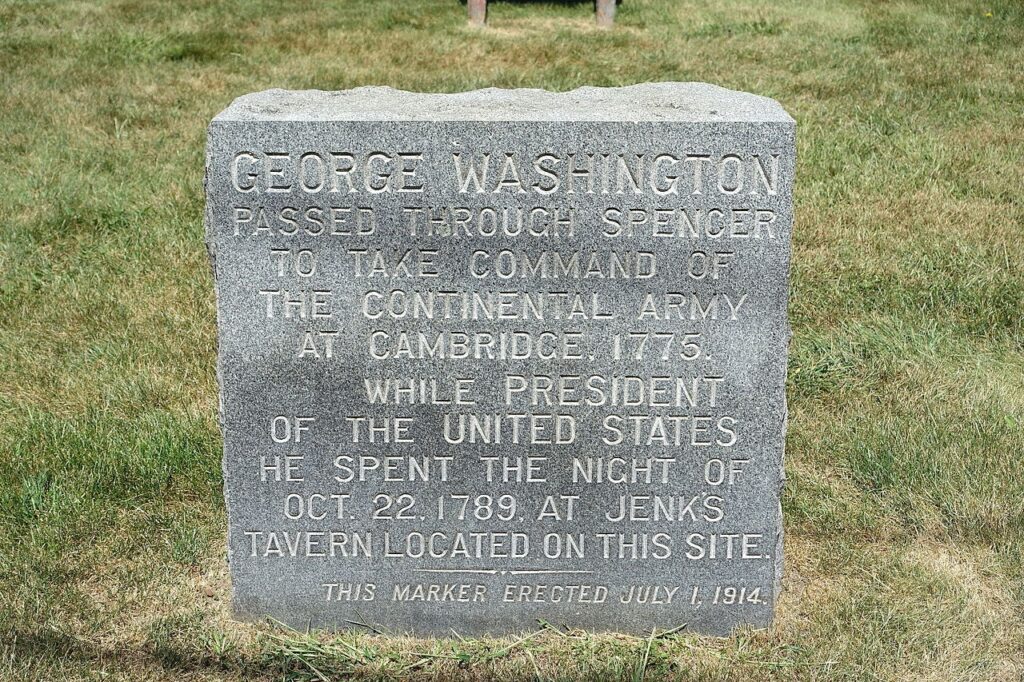 GEORGE WASHINGTON
PASSED THROUGH SPENCER
TO TAKE COMMAND OF
THE CONTINENTAL ARMY
AT CAMBRIDGE, 1775.
WHILE PRESIDENT
OF THE UNITED STATES
HE SPENT THE NIGHT OF
OCT. 22, 1789, AT JENKS
TAVERN LOCATED ON THIS SITE.
THIS MARKER ERECTED JULY 1, 1914.